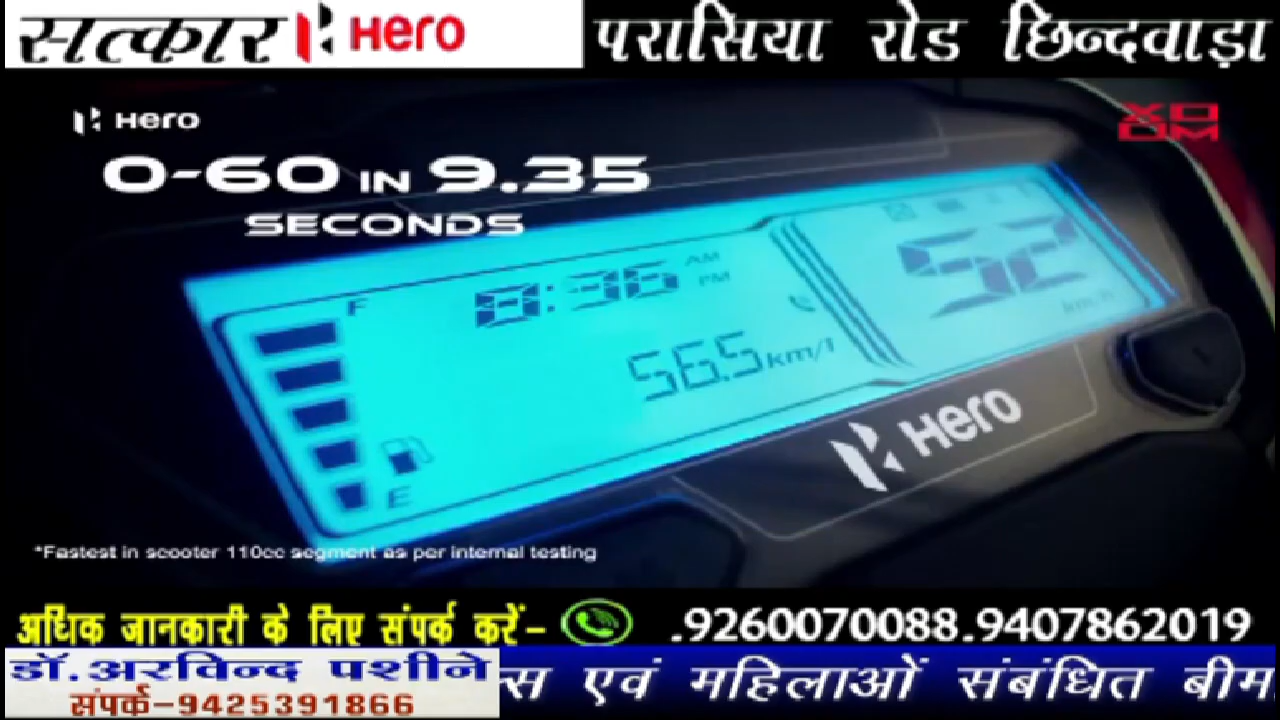 सत्कार Hero परासिया रोड छिन्दवाड़ा
Hero
XOOM
0-60 IN 9.35
SECONDS
F
8:36 AM PM
52
km/h
56.5 km/l
E
Hero
*Fastest in scooter 110cc segment as per internal testing
अधिक जानकारी के लिए संपर्क करें- .9260070088.9407862019
डॉ.अरविन्द पशीने
संपर्क-9425391866
स एवं महिलाओं संबंधित बीम